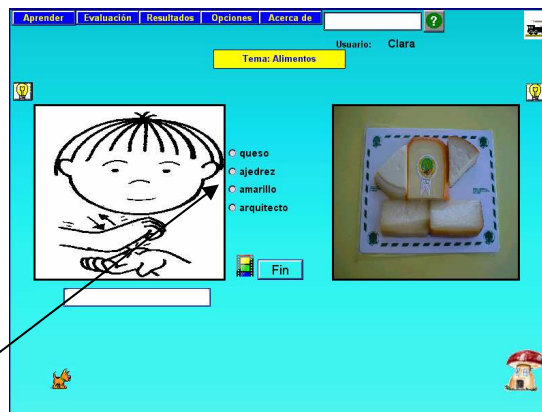 Aprender Evaluación Resultados Opciones Acerca de ?
Usuario: Clara
Tema: Alimentos
queso
ajedrez
amarillo
arquitecto
Fin